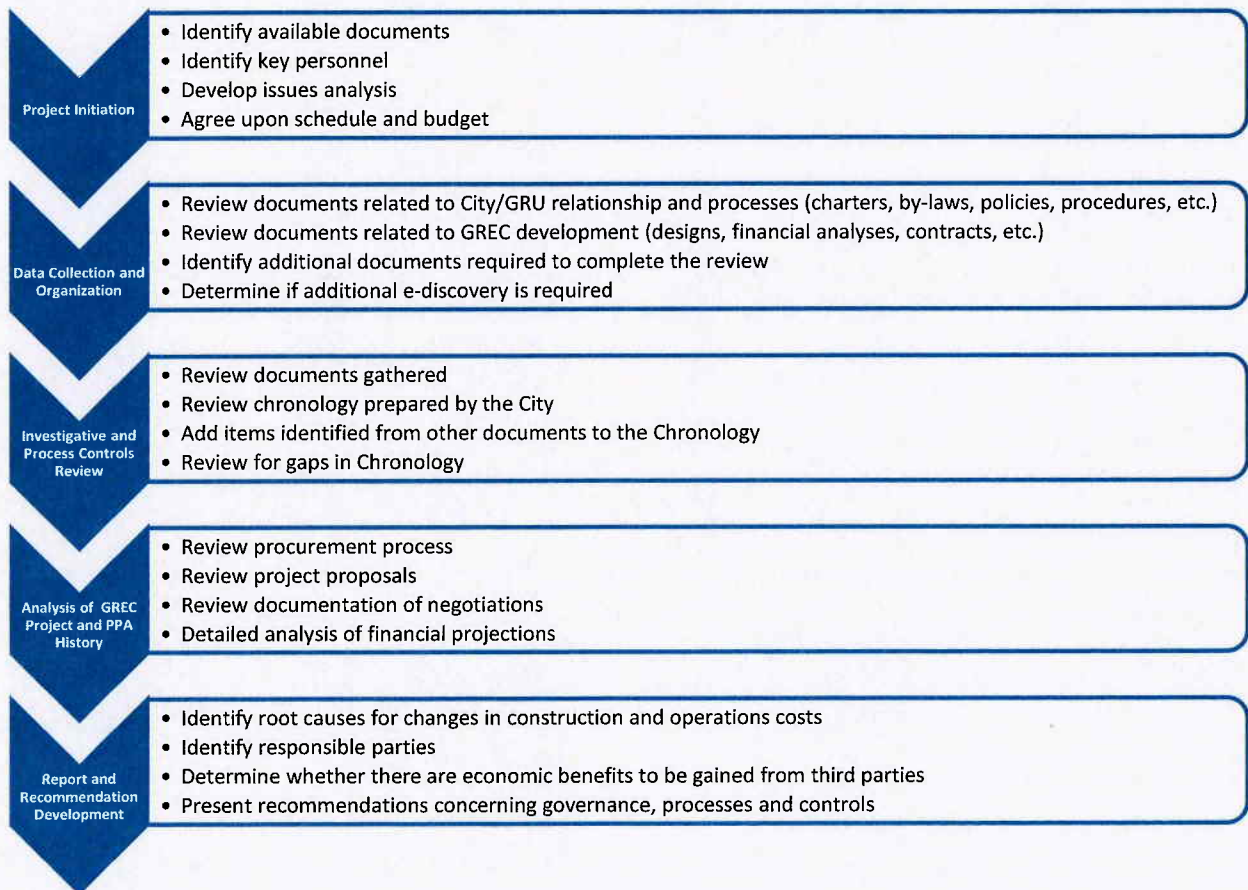 Project Initiation
• Identify available documents
• Identify key personnel
• Develop issues analysis
• Agree upon schedule and budget
Data Collection and
Organization
• Review documents related to City/GRU relationship and processes (charters, by-laws, policies, procedures, etc.)
• Review documents related to GREC development (designs, financial analyses, contracts, etc.)
• Identify additional documents required to complete the review
• Determine if additional e-discovery is required
Investigative and
Process Controls
Review
• Review documents gathered
• Review chronology prepared by the City
• Add items identified from other documents to the Chronology
• Review for gaps in Chronology
Analysis of GREC
Project and PPA
History
• Review procurement process
• Review project proposals
• Review documentation of negotiations
• Detailed analysis of financial projections
Report and
Recommendation
Development
• Identify root causes for changes in construction and operations costs
• Identify responsible parties
• Determine whether there are economic benefits to be gained from third parties
• Present recommendations concerning governance, processes and controls